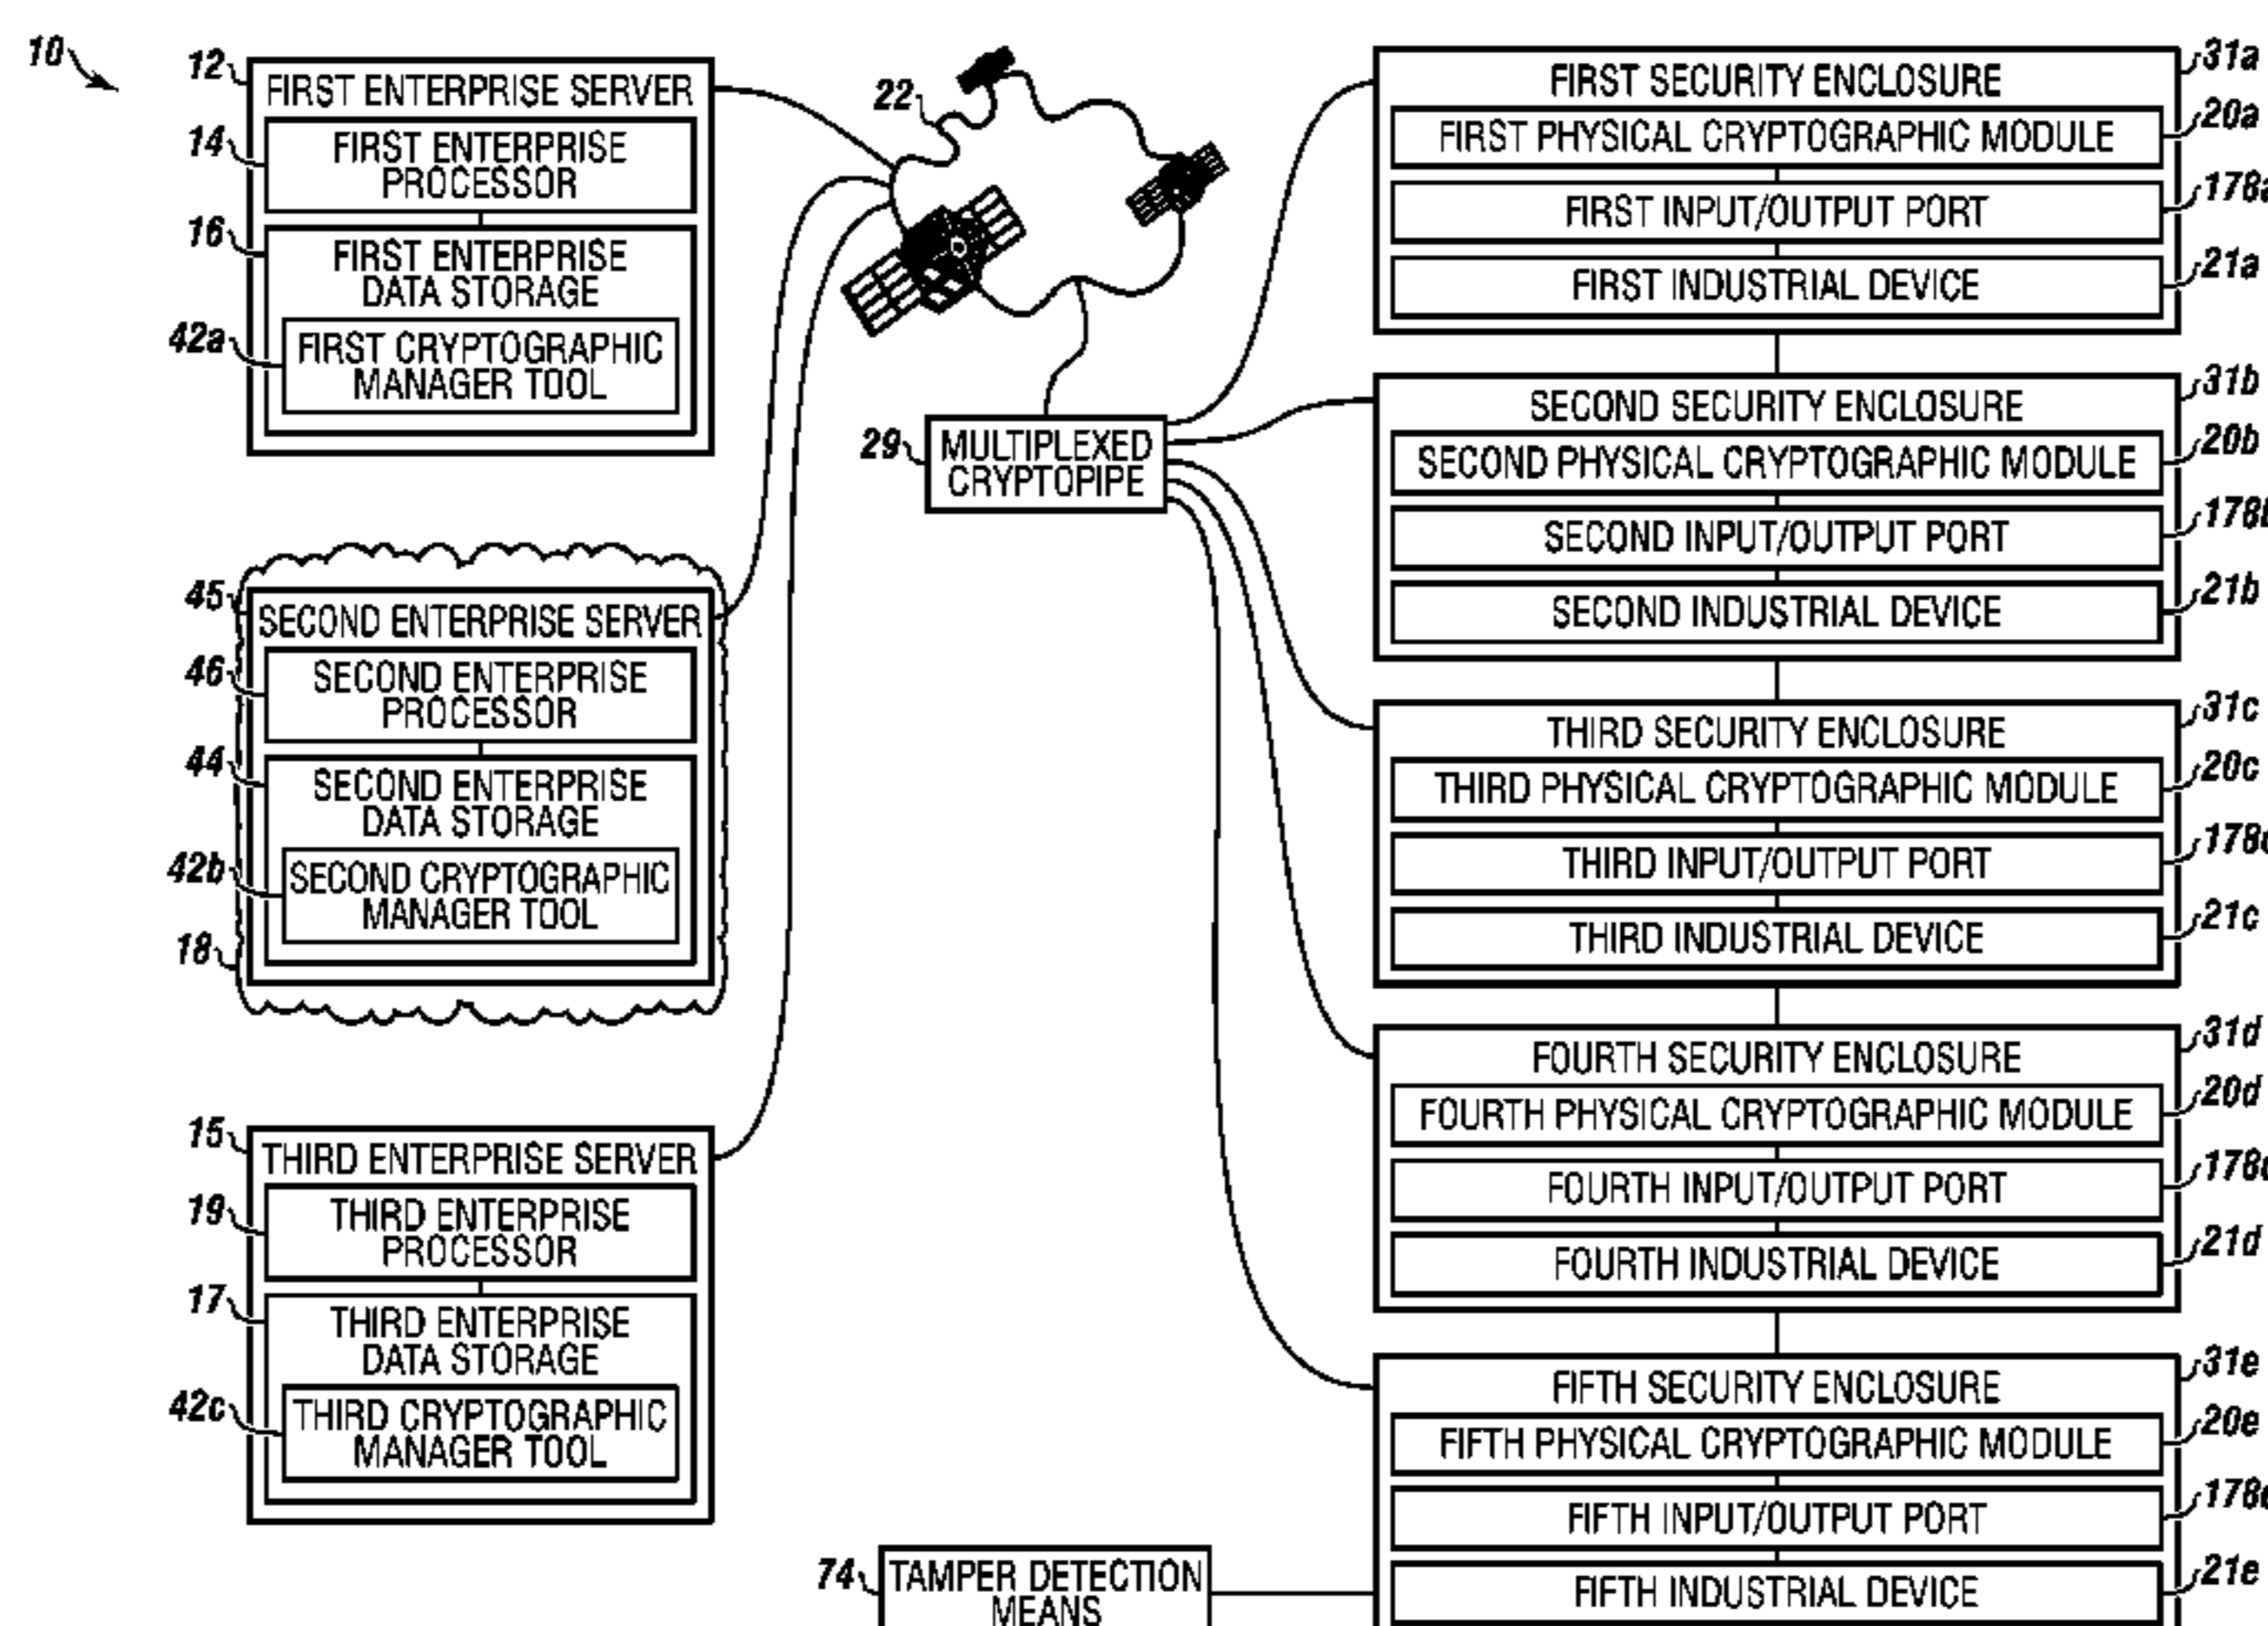 10
12
FIRST ENTERPRISE SERVER
14
FIRST ENTERPRISE
PROCESSOR
16
FIRST ENTERPRISE
DATA STORAGE
42a
FIRST CRYPTOGRAPHIC
MANAGER TOOL
45
SECOND ENTERPRISE SERVER
46
SECOND ENTERPRISE
PROCESSOR
44
SECOND ENTERPRISE
DATA STORAGE
42b
SECOND CRYPTOGRAPHIC
MANAGER TOOL
18
15
THIRD ENTERPRISE SERVER
19
THIRD ENTERPRISE
PROCESSOR
17
THIRD ENTERPRISE
DATA STORAGE
42c
THIRD CRYPTOGRAPHIC
MANAGER TOOL
22
29
MULTIPLEXED
CRYPTOPIPE
74
TAMPER DETECTION
MEANS
FIRST SECURITY ENCLOSURE
31a
FIRST PHYSICAL CRYPTOGRAPHIC MODULE
20a
FIRST INPUT/OUTPUT PORT
178a
FIRST INDUSTRIAL DEVICE
21a
SECOND SECURITY ENCLOSURE
31b
SECOND PHYSICAL CRYPTOGRAPHIC MODULE
20b
SECOND INPUT/OUTPUT PORT
178b
SECOND INDUSTRIAL DEVICE
21b
THIRD SECURITY ENCLOSURE
31c
THIRD PHYSICAL CRYPTOGRAPHIC MODULE
20c
THIRD INPUT/OUTPUT PORT
178c
THIRD INDUSTRIAL DEVICE
21c
FOURTH SECURITY ENCLOSURE
31d
FOURTH PHYSICAL CRYPTOGRAPHIC MODULE
20d
FOURTH INPUT/OUTPUT PORT
178d
FOURTH INDUSTRIAL DEVICE
21d
FIFTH SECURITY ENCLOSURE
31e
FIFTH PHYSICAL CRYPTOGRAPHIC MODULE
20e
FIFTH INPUT/OUTPUT PORT
178e
FIFTH INDUSTRIAL DEVICE
21e